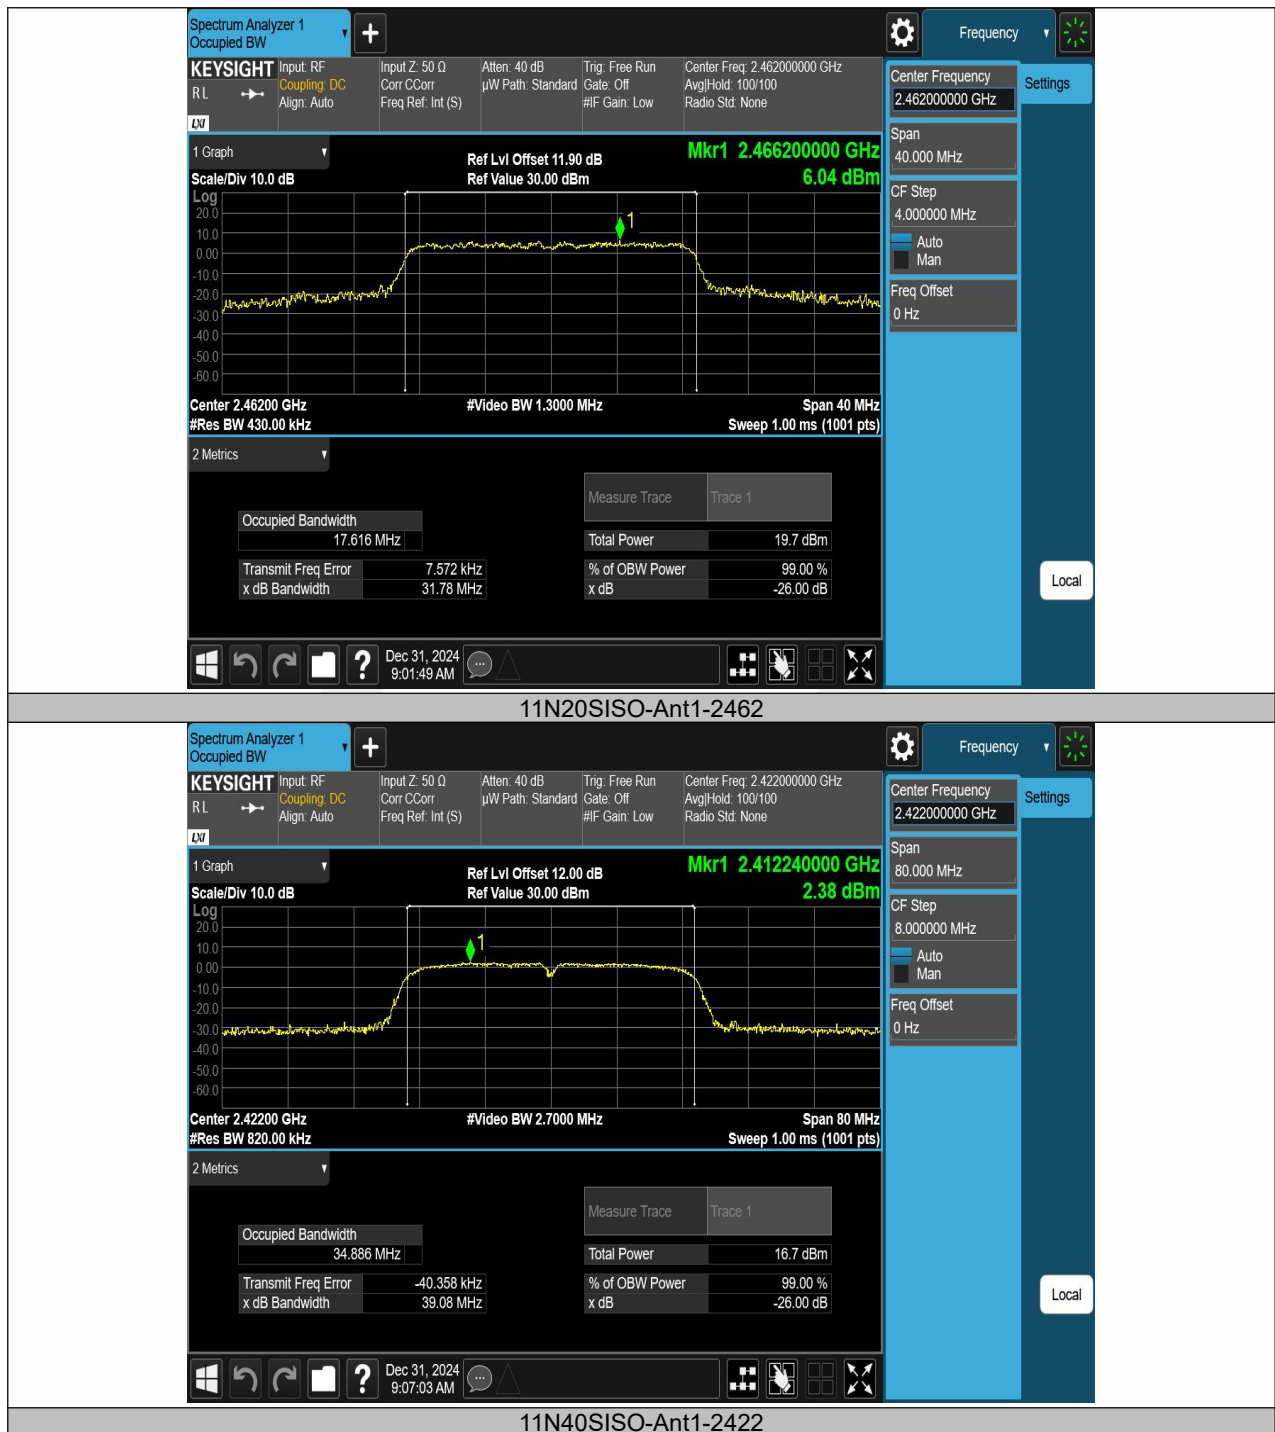 Spectrum Analyzer 1
Occupied BW
+
Frequency
KEYSIGHT
R L
LXI
Input: RF
Coupling: DC
Align: Auto
Input Z: 50 Ω
Corr CCorr
Freq Ref: Int (S)
Atten: 40 dB
µW Path: Standard
Trig: Free Run
Gate: Off
#IF Gain: Low
Center Freq: 2.462000000 GHz
Avg|Hold: 100/100
Radio Std: None
Center Frequency
2.462000000 GHz
Settings
Span
40.000 MHz
CF Step
4.000000 MHz
Auto
Man
Freq Offset
0 Hz
1 Graph
Scale/Div 10.0 dB
Ref Lvl Offset 11.90 dB
Ref Value 30.00 dBm
Mkr1 2.466200000 GHz
6.04 dBm
Log
20.0
10.0
0.00
-10.0
-20.0
-30.0
-40.0
-50.0
-60.0
1
Center 2.46200 GHz
#Res BW 430.00 kHz
#Video BW 1.3000 MHz
Span 40 MHz
Sweep 1.00 ms (1001 pts)
2 Metrics
Measure Trace Trace 1
Occupied Bandwidth
17.616 MHz
Total Power 19.7 dBm
Transmit Freq Error 7.572 kHz
x dB Bandwidth 31.78 MHz
% of OBW Power 99.00 %
x dB -26.00 dB
Local
?
Dec 31, 2024
9:01:49 AM
11N20SISO-Ant1-2462
Spectrum Analyzer 1
Occupied BW
+
Frequency
KEYSIGHT
R L
LXI
Input: RF
Coupling: DC
Align: Auto
Input Z: 50 Ω
Corr CCorr
Freq Ref: Int (S)
Atten: 40 dB
µW Path: Standard
Trig: Free Run
Gate: Off
#IF Gain: Low
Center Freq: 2.422000000 GHz
Avg|Hold: 100/100
Radio Std: None
Center Frequency
2.422000000 GHz
Settings
Span
80.000 MHz
CF Step
8.000000 MHz
Auto
Man
Freq Offset
0 Hz
1 Graph
Scale/Div 10.0 dB
Ref Lvl Offset 12.00 dB
Ref Value 30.00 dBm
Mkr1 2.412240000 GHz
2.38 dBm
Log
20.0
10.0
0.00
-10.0
-20.0
-30.0
-40.0
-50.0
-60.0
1
Center 2.42200 GHz
#Res BW 820.00 kHz
#Video BW 2.7000 MHz
Span 80 MHz
Sweep 1.00 ms (1001 pts)
2 Metrics
Measure Trace Trace 1
Occupied Bandwidth
34.886 MHz
Total Power 16.7 dBm
Transmit Freq Error -40.358 kHz
x dB Bandwidth 39.08 MHz
% of OBW Power 99.00 %
x dB -26.00 dB
Local
?
Dec 31, 2024
9:07:03 AM
11N40SISO-Ant1-2422